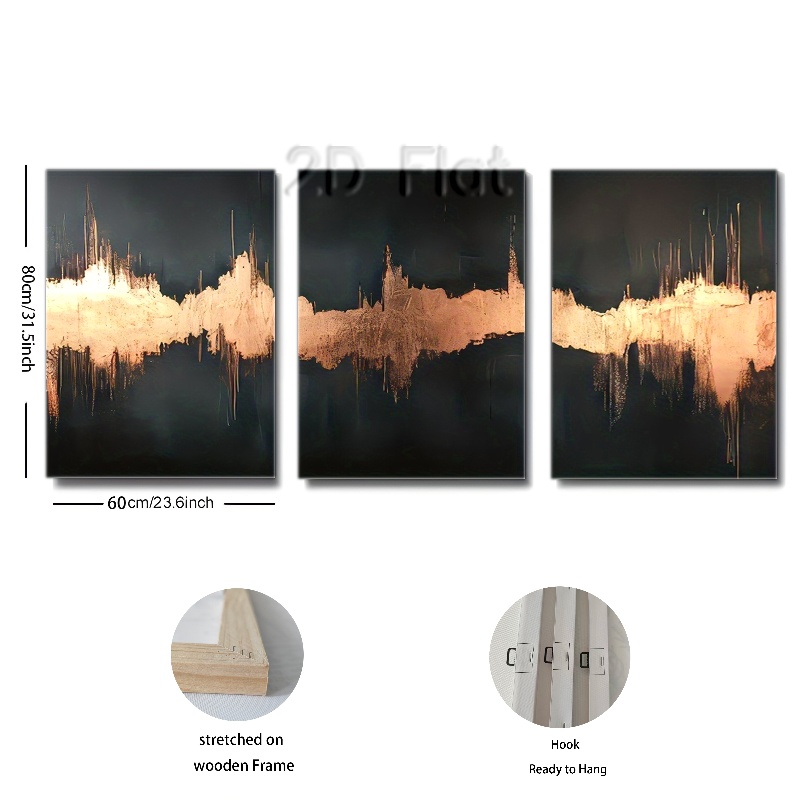 2D Flat
80cm/31.5inch
60cm/23.6inch
stretched on
wooden Frame
Hook
Ready to Hang